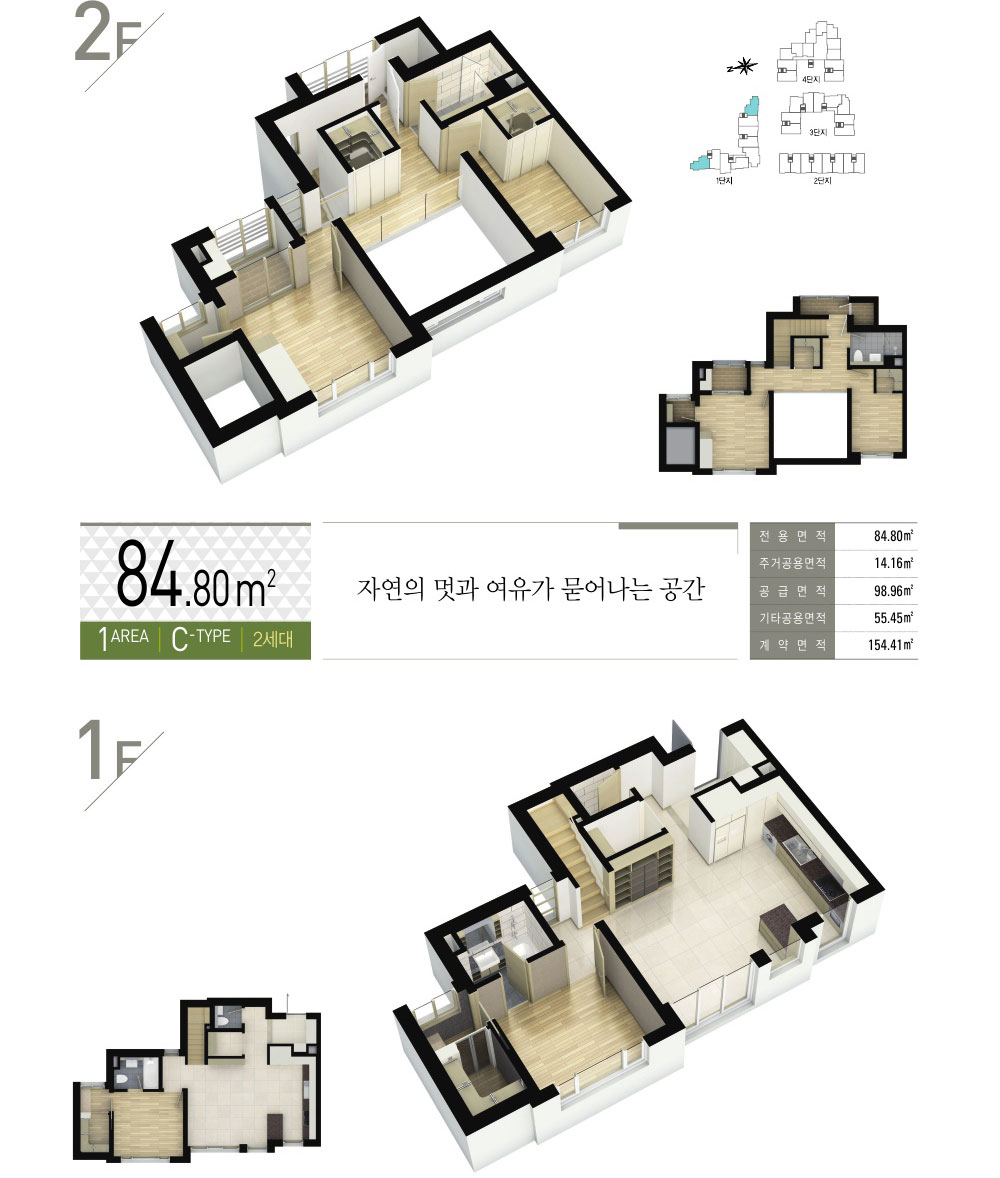 2F
N
4단지
3단지
1단지
2단지
84.80m²
1 AREA | C-TYPE | 2세대
자연의 멋과 여유가 묻어나는 공간
전용면적 84.80㎡
주거공용면적 14.16㎡
공급면적 98.96㎡
기타공용면적 55.45㎡
계약면적 154.41㎡
1F